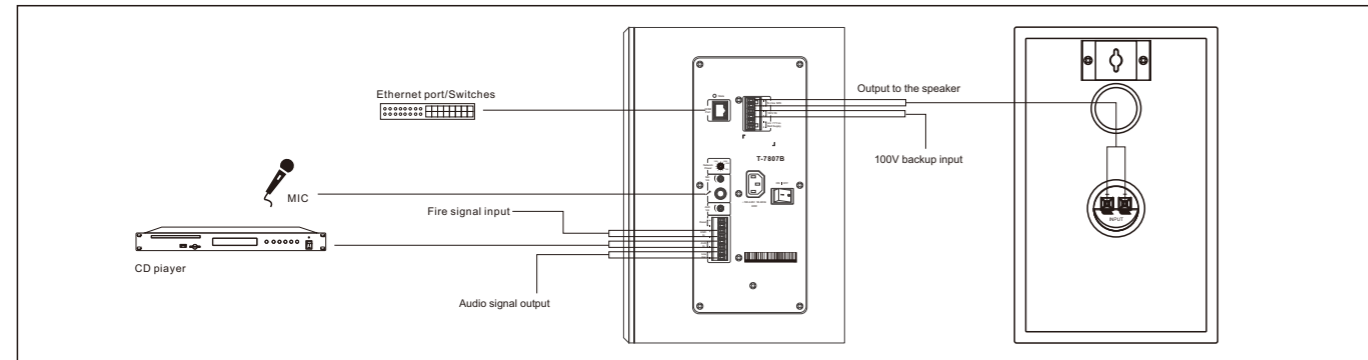 Ethernet port/Switches
Output to the speaker
100V backup input
T-7807B
MIC
Fire signal input
CD piayer
Audio signal output
INPUT